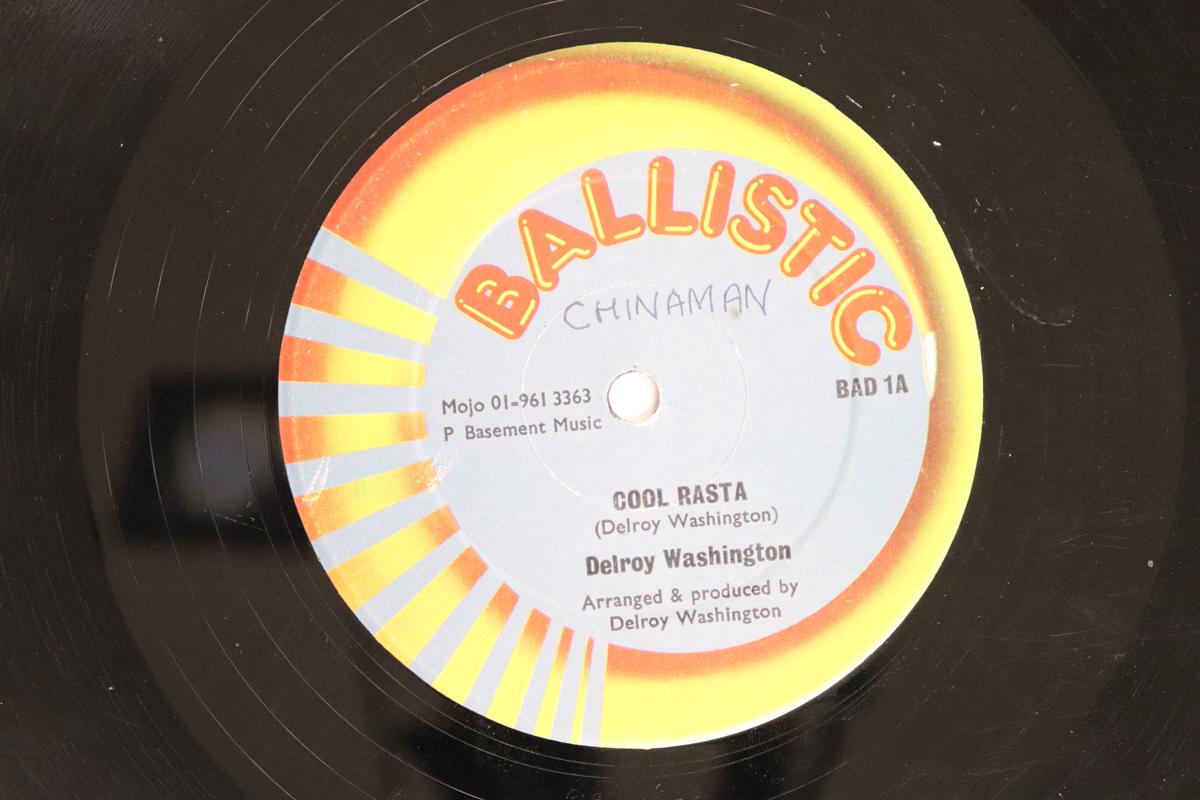 BALLISTIC
CHINAMAN
BAD 1A
Mojo 01-961 3363
P Basement Music
COOL RASTA
(Delroy Washington)
Delroy Washington
Arranged & produced by
Delroy Washington